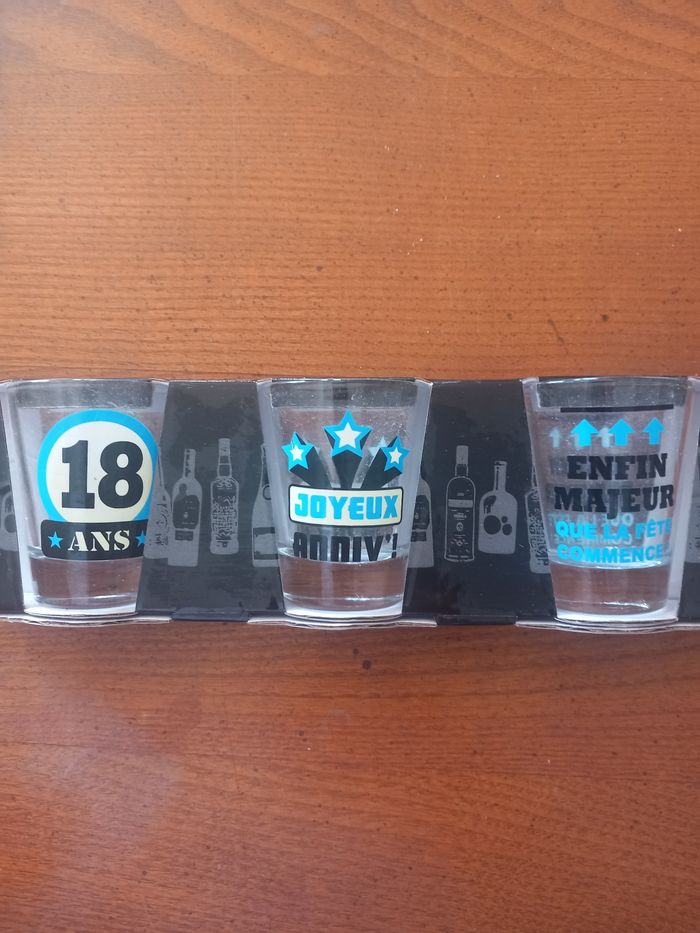 18
ANS
JOYEUX
ANNIV'!
ENFIN
MAJEUR
QUE LA FÊTE
COMMENCE...